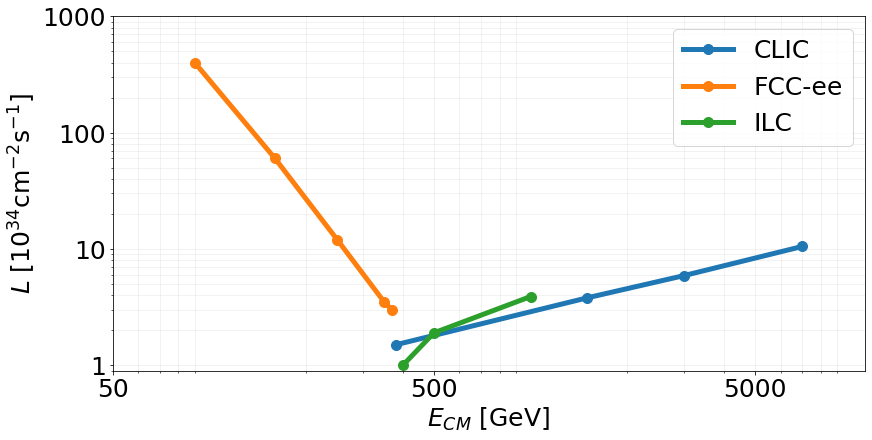 1000
100
10
1
50
500
5000
L [10³⁴cm⁻²s⁻¹]
E_CM [GeV]
CLIC
FCC-ee
ILC